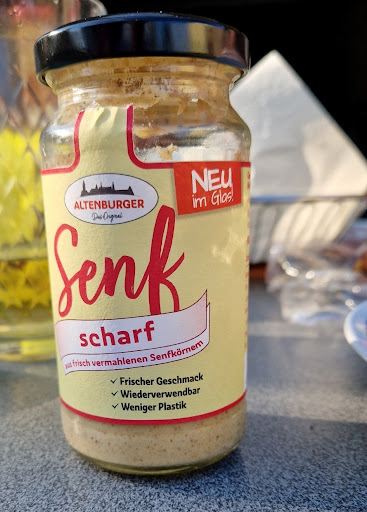 ALTENBURGER
Das Original
NEU
im Glas!
Senf
scharf
aus frisch vermahlenen Senfkörnern
✓ Frischer Geschmack
✓ Wiederverwendbar
✓ Weniger Plastik